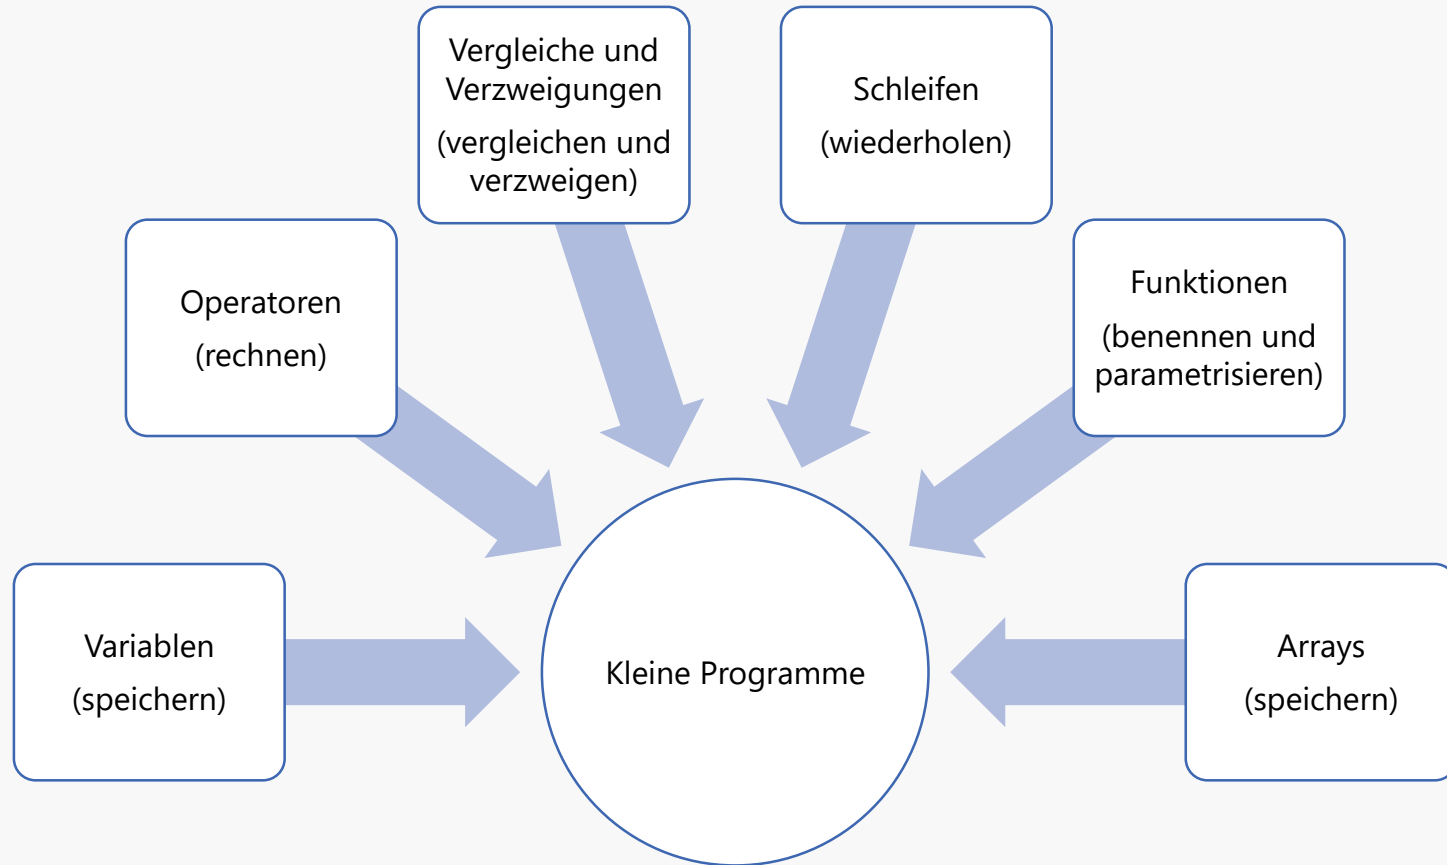 Vergleiche und
Verzweigungen
(vergleichen und
verzweigen)
Schleifen
(wiederholen)
Operatoren
(rechnen)
Funktionen
(benennen und
parametrisieren)
Variablen
(speichern)
Kleine Programme
Arrays
(speichern)